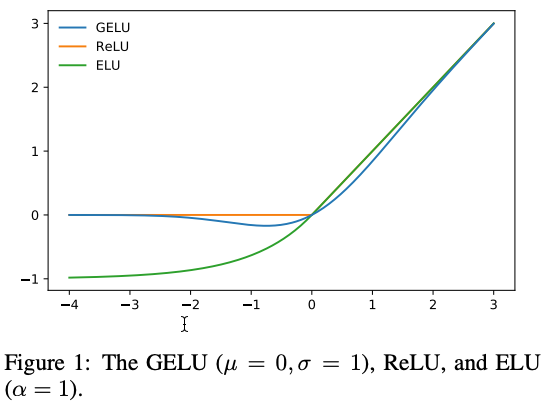 3
2
1
0
−1
GELU
ReLU
ELU
−4 −3 −2 −1 0 1 2 3
Figure 1: The GELU (μ = 0, σ = 1), ReLU, and ELU
(α = 1).